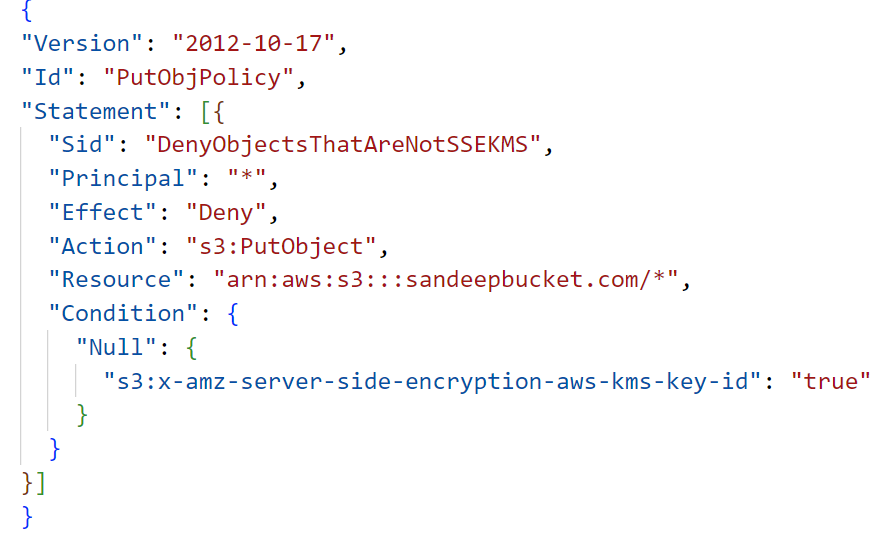 {
"Version": "2012-10-17",
"Id": "PutObjPolicy",
"Statement": [{
"Sid": "DenyObjectsThatAreNotSSEKMS",
"Principal": "*",
"Effect": "Deny",
"Action": "s3:PutObject",
"Resource": "arn:aws:s3:::sandeepbucket.com/*",
"Condition": {
"Null": {
"s3:x-amz-server-side-encryption-aws-kms-key-id": "true"
}
}
}]
}